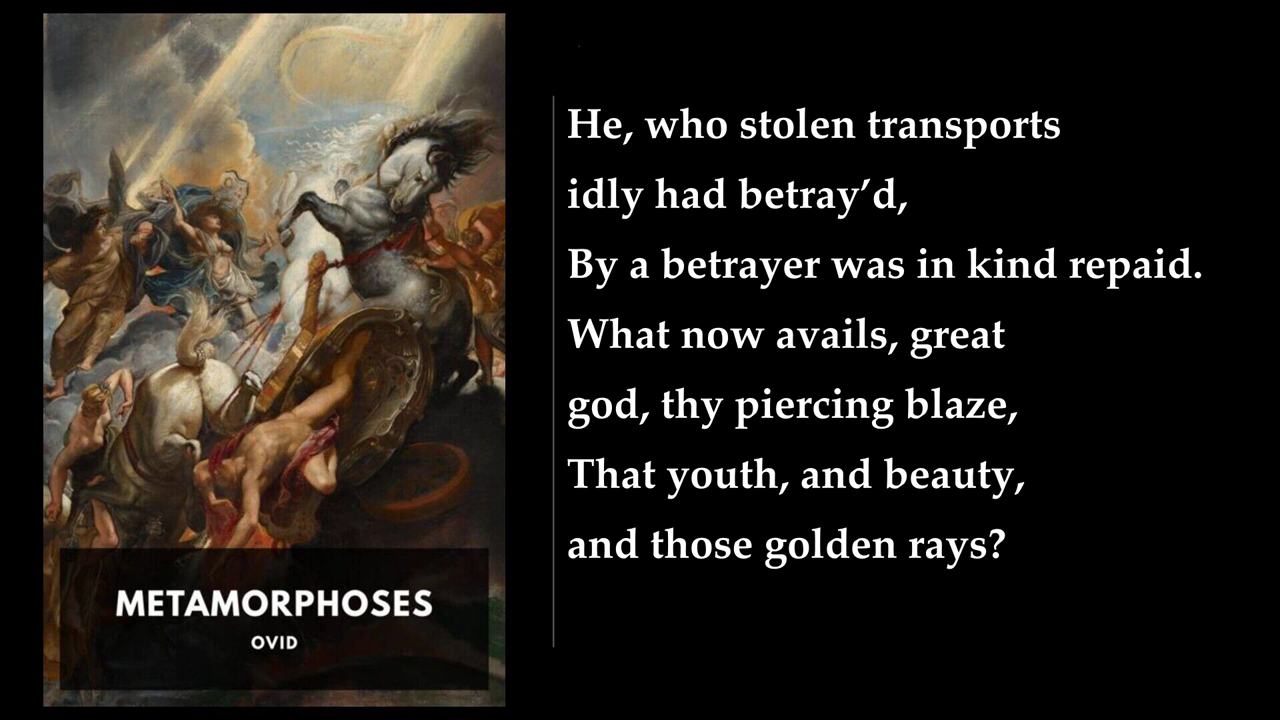 METAMORPHOSES
OVID
He, who stolen transports
idly had betray’d,
By a betrayer was in kind repaid.
What now avails, great
god, thy piercing blaze,
That youth, and beauty,
and those golden rays?